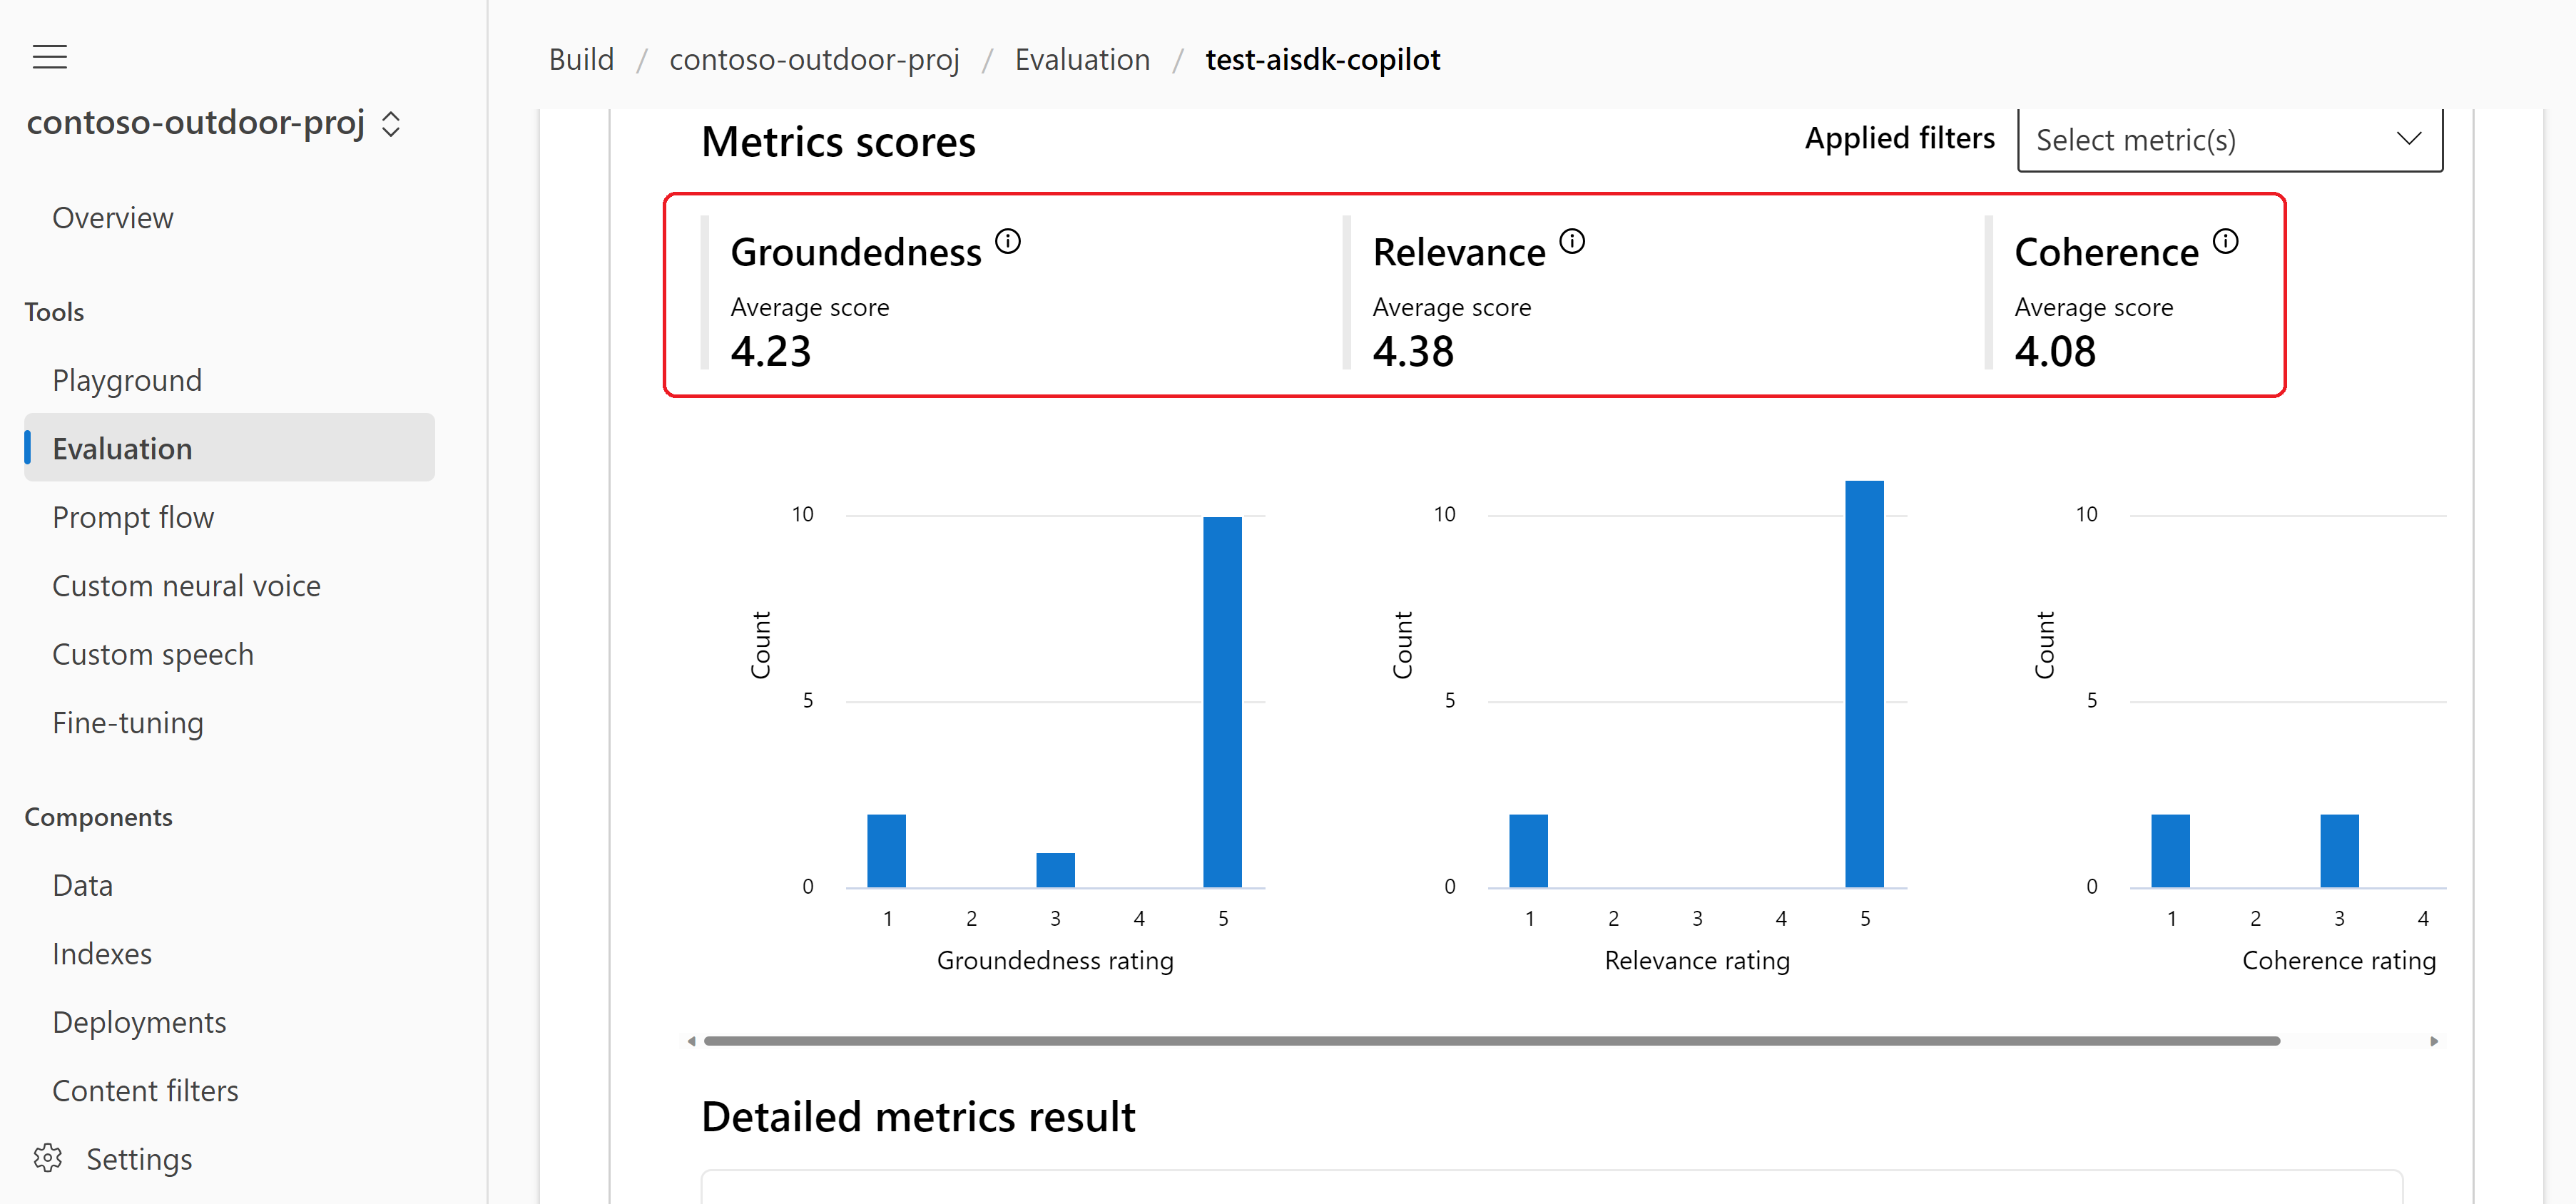 contoso-outdoor-proj
Overview
Tools
Playground
Evaluation
Prompt flow
Custom neural voice
Custom speech
Fine-tuning
Components
Data
Indexes
Deployments
Content filters
Settings
Build / contoso-outdoor-proj / Evaluation / test-aisdk-copilot
Metrics scores
Applied filters
Select metric(s)
Groundedness
Average score
4.23
Relevance
Average score
4.38
Coherence
Average score
4.08
Count
10
5
0
1 2 3 4 5
Groundedness rating
Count
10
5
0
1 2 3 4 5
Relevance rating
Count
10
5
0
1 2 3 4
Coherence rating
Detailed metrics result